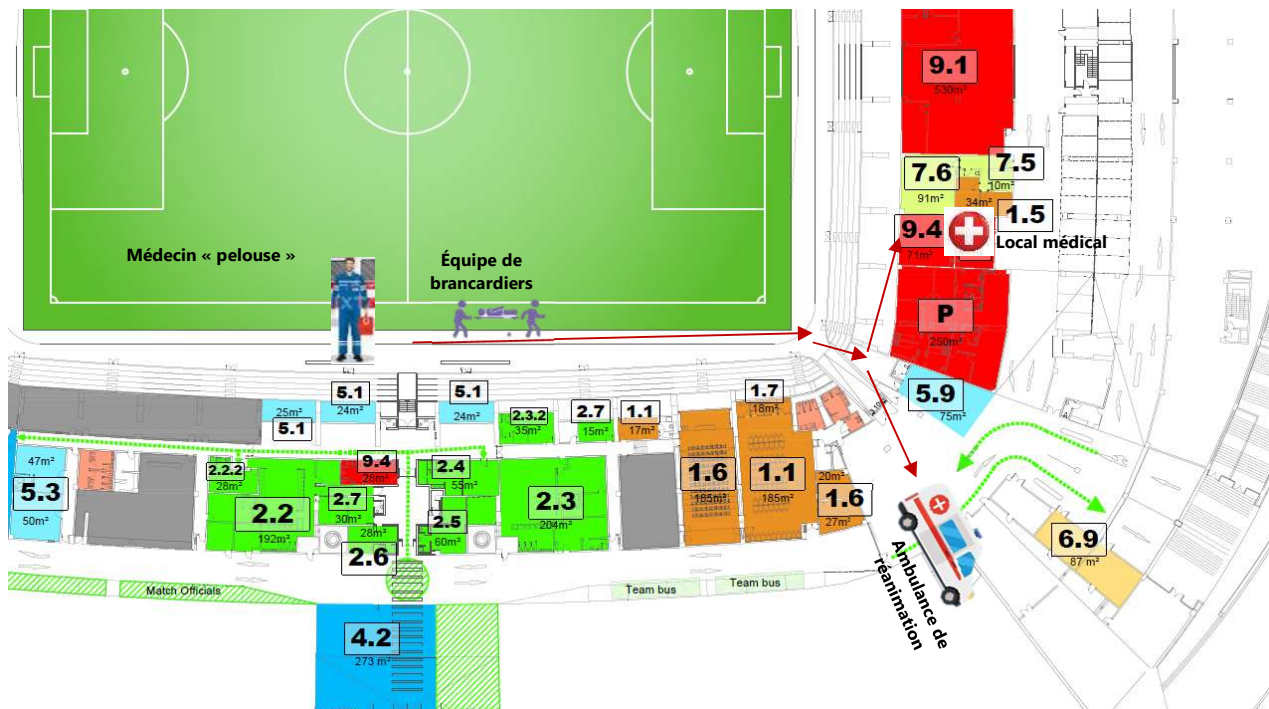 9.1
530m²
7.6
91m²
7.5
10m²
34m²
1.5
9.4
71m²
Local médical
Médecin « pelouse »
Équipe de
brancardiers
P
250m²
5.9
75m²
5.1
24m²
25m²
5.1
5.1
24m²
2.3.2
35m²
2.7
15m²
1.1
17m²
1.7
18m²
47m²
5.3
50m²
2.2.2
28m²
2.2
192m²
9.4
28m²
2.7
30m²
28m²
2.6
2.4
55m²
2.5
60m²
2.3
204m²
1.6
185m²
1.1
185m²
20m²
1.6
27m²
6.9
87 m²
Ambulance de
réanimation
Match Officials
Team bus
Team bus
4.2
273 m²